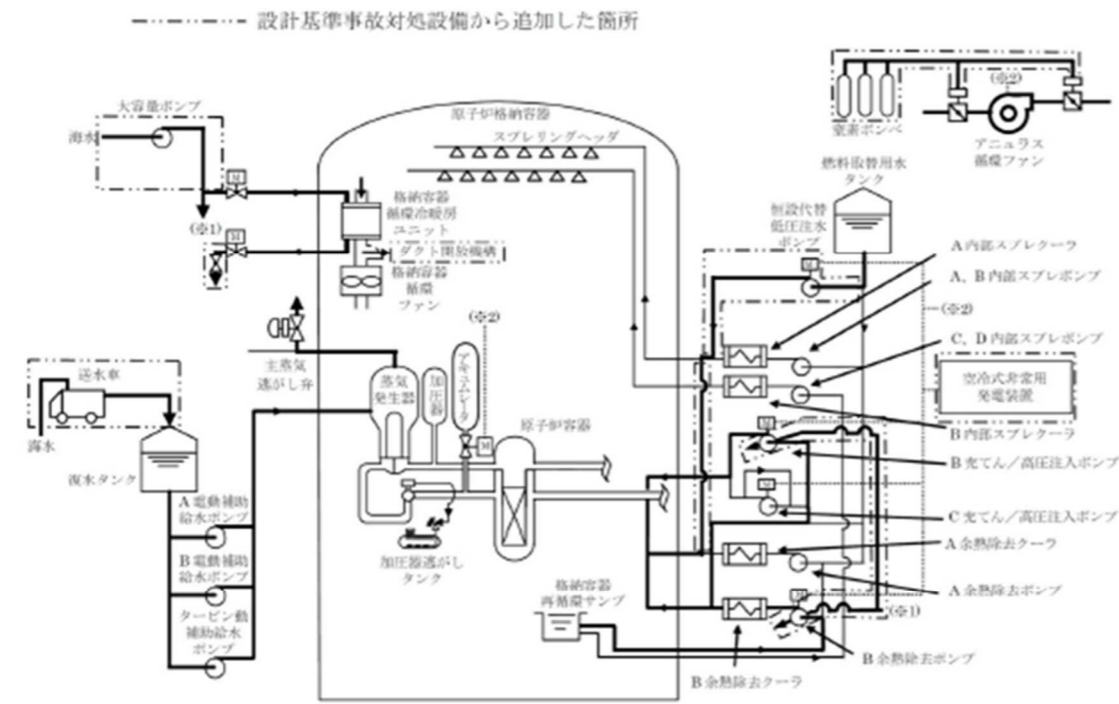 設計基準事故対処設備から追加した箇所
大容量ポンプ
海水
M
(※1)
M
原子炉格納容器
スプレリングヘッダ
格納容器
循環冷暖房
ユニット
ダクト開放機構
格納容器
循環
ファン
(※2)
窒素ボンベ
アニュラス
循環ファン
燃料取替用水
タンク
恒設代替
低圧注水
ポンプ
M
A内部スプレクーラ
A、B内部スプレポンプ
(※2)
C、D内部スプレポンプ
空冷式非常用
発電装置
B内部スプレクーラ
M
B充てん/高圧注入ポンプ
M
C充てん/高圧注入ポンプ
A余熱除去クーラ
A余熱除去ポンプ
M
(※1)
B余熱除去ポンプ
B余熱除去クーラ
主蒸気
逃がし弁
(※2)
蒸気
発生器
加圧器
アキュムレータ
M
原子炉容器
加圧器逃がし
タンク
格納容器
再循環サンプ
送水車
海水
復水タンク
A電動補助
給水ポンプ
B電動補助
給水ポンプ
タービン動
補助給水
ポンプ